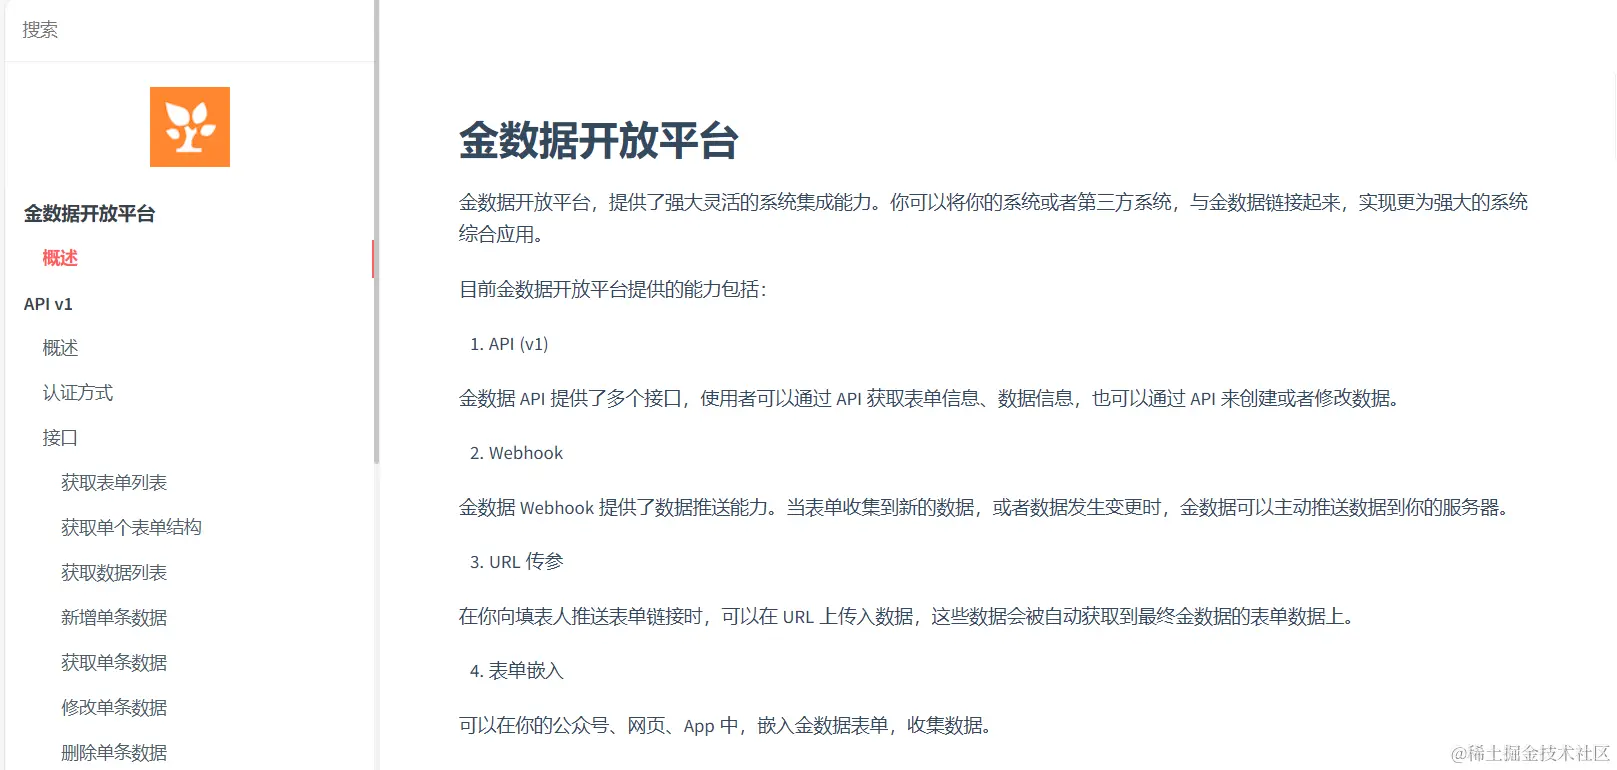 搜索
金数据开放平台
概述
API v1
概述
认证方式
接口
获取表单列表
获取单个表单结构
获取数据列表
新增单条数据
获取单条数据
修改单条数据
删除单条数据
金数据开放平台
金数据开放平台，提供了强大灵活的系统集成能力。你可以将你的系统或者第三方系统，与金数据链接起来，实现更为强大的系统
综合应用。
目前金数据开放平台提供的能力包括：
1. API (v1)
金数据 API 提供了多个接口，使用者可以通过 API 获取表单信息、数据信息，也可以通过 API 来创建或者修改数据。
2. Webhook
金数据 Webhook 提供了数据推送能力。当表单收集到新的数据，或者数据发生变更时，金数据可以主动推送数据到你的服务器。
3. URL 传参
在你向填表人推送表单链接时，可以在 URL 上传入数据，这些数据会被自动获取到最终金数据的表单数据上。
4. 表单嵌入
可以在你的公众号、网页、App 中，嵌入金数据表单，收集数据。
@稀土掘金技术社区